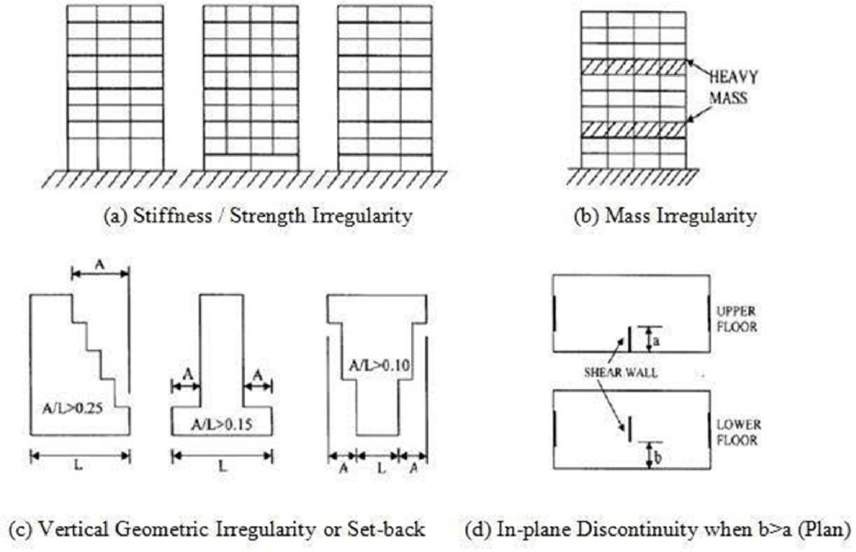 HEAVY
MASS
(a) Stiffness / Strength Irregularity
(b) Mass Irregularity
A
A/L>0.25
L
A
A
A/L>0.15
L
A/L>0.10
A
L
A
UPPER
FLOOR
a
SHEAR WALL
LOWER
FLOOR
b
(c) Vertical Geometric Irregularity or Set-back
(d) In-plane Discontinuity when b>a (Plan)